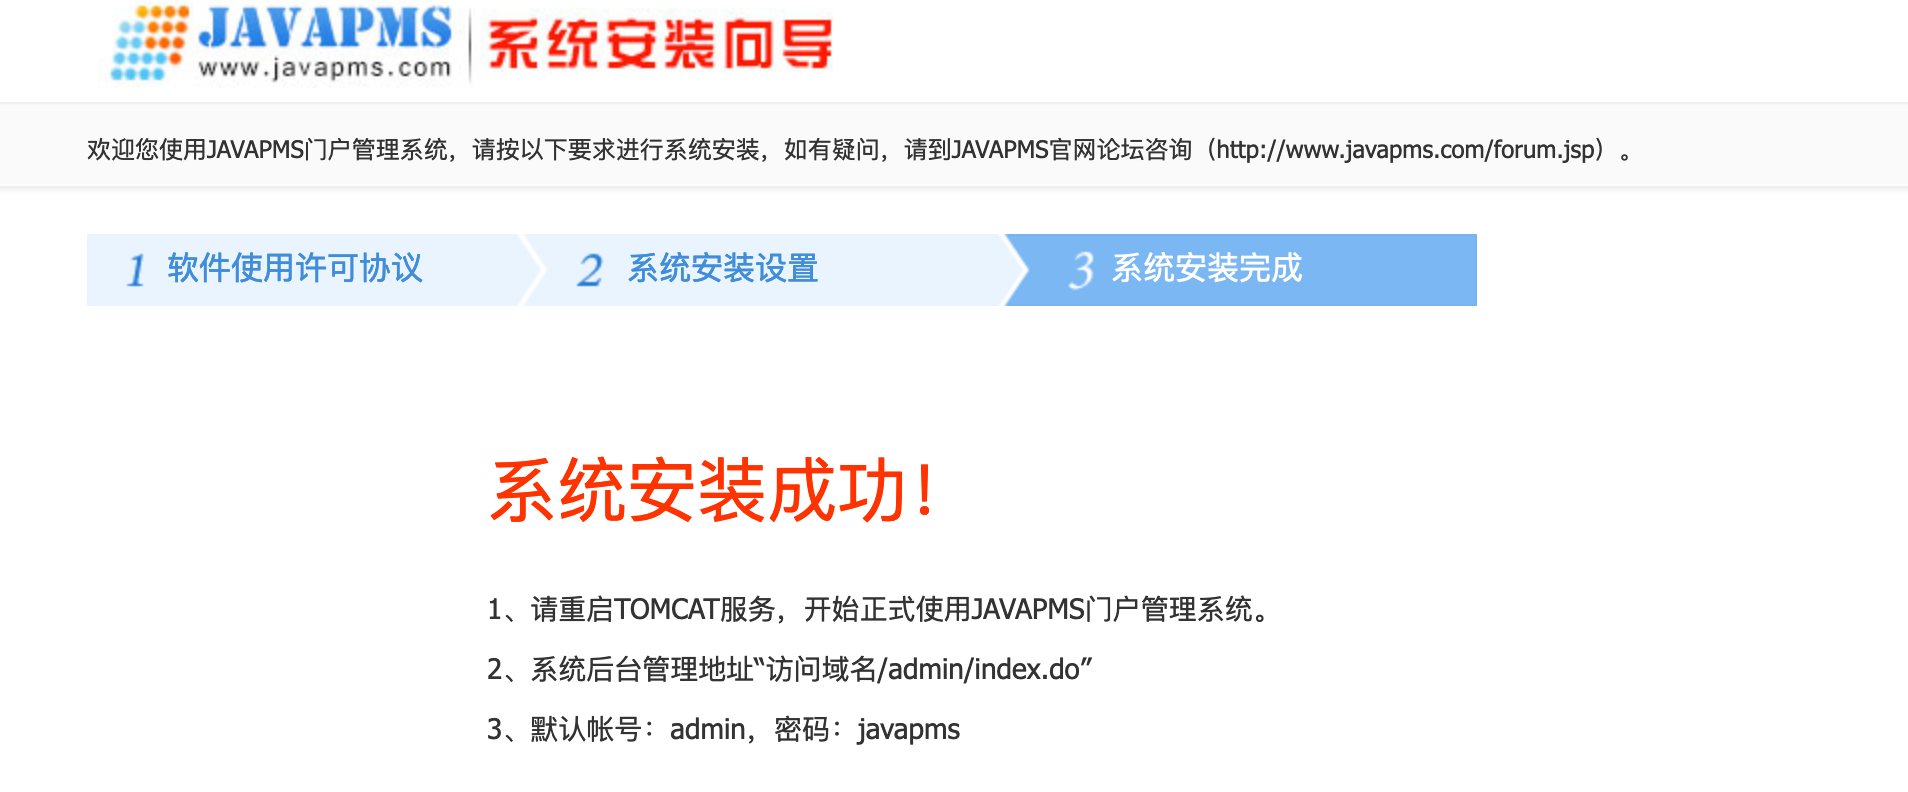 JAVAPMS
www.javapms.com
系统安装向导
欢迎您使用JAVAPMS门户管理系统，请按以下要求进行系统安装，如有疑问，请到JAVAPMS官网论坛咨询（http://www.javapms.com/forum.jsp）。
1 软件使用许可协议
2 系统安装设置
3 系统安装完成
系统安装成功！
1、请重启TOMCAT服务，开始正式使用JAVAPMS门户管理系统。
2、系统后台管理地址“访问域名/admin/index.do”
3、默认帐号：admin，密码：javapms